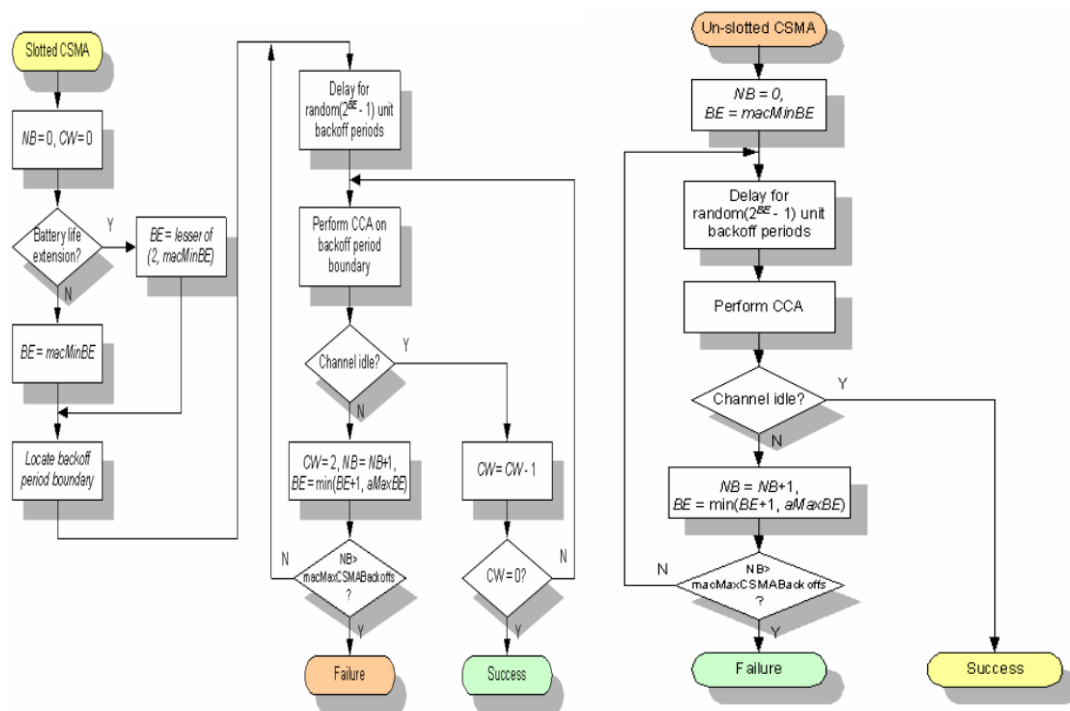 Slotted CSMA
NB = 0, CW = 0
Battery life
extension?
Y
N
BE = lesser of
(2, macMinBE)
BE = macMinBE
Locate backoff
period boundary
Delay for
random(2^BE - 1) unit
backoff periods
Perform CCA on
backoff period
boundary
Channel idle?
Y
N
CW = 2, NB = NB+1,
BE = min(BE+1, aMaxBE)
CW = CW - 1
N
NB>
macMaxCSMABackoffs
?
Y
N
CW = 0?
Y
Failure
Success
Un-slotted CSMA
NB = 0,
BE = macMinBE
Delay for
random(2^BE - 1) unit
backoff periods
Perform CCA
Channel idle?
Y
N
NB = NB+1,
BE = min(BE+1, aMaxBE)
N
NB>
macMaxCSMABackoffs
?
Y
Failure
Success